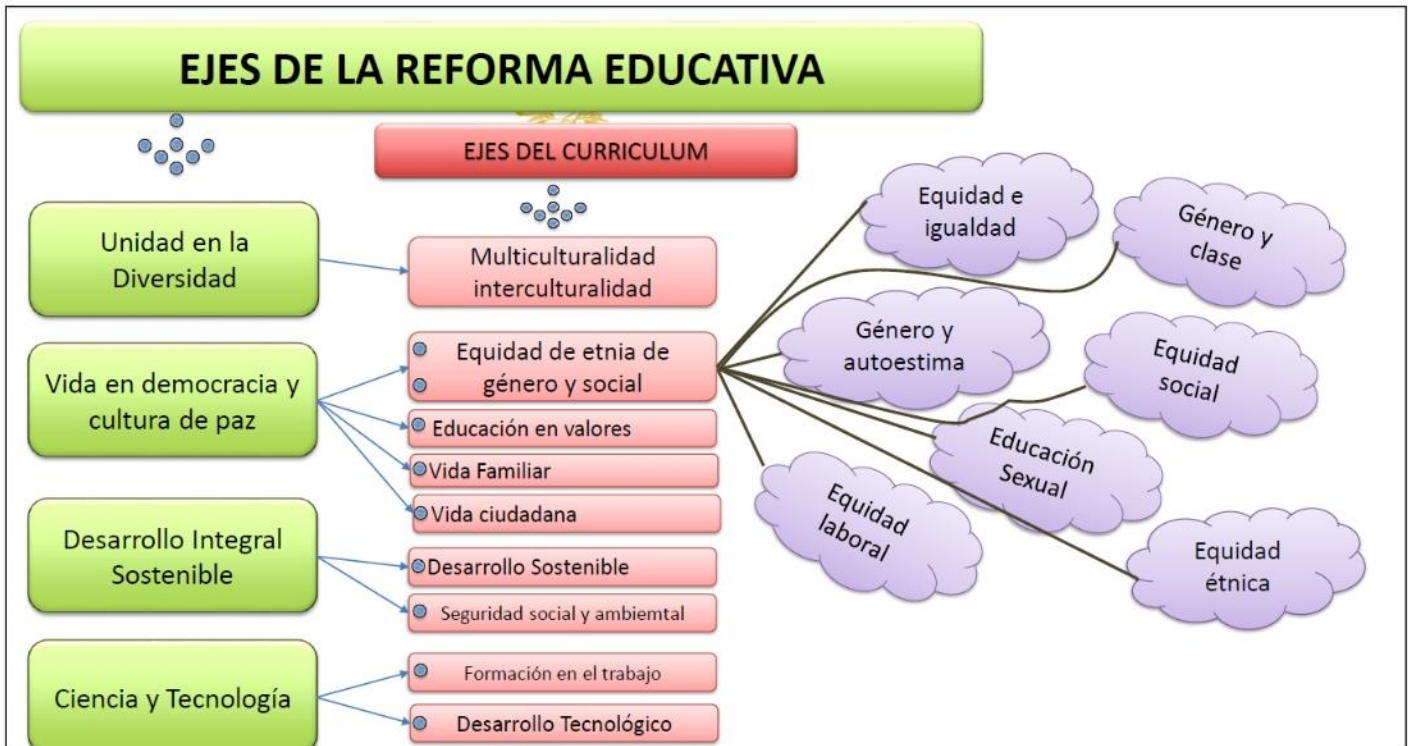 EJES DE LA REFORMA EDUCATIVA
EJES DEL CURRICULUM
Unidad en la
Diversidad
Vida en democracia y
cultura de paz
Desarrollo Integral
Sostenible
Ciencia y Tecnología
Multiculturalidad
interculturalidad
Equidad de etnia de
género y social
Educación en valores
Vida Familiar
Vida ciudadana
Desarrollo Sostenible
Seguridad social y ambiemtal
Formación en el trabajo
Desarrollo Tecnológico
Equidad e
igualdad
Género y
clase
Género y
autoestima
Equidad
social
Educación
Sexual
Equidad
laboral
Equidad
étnica